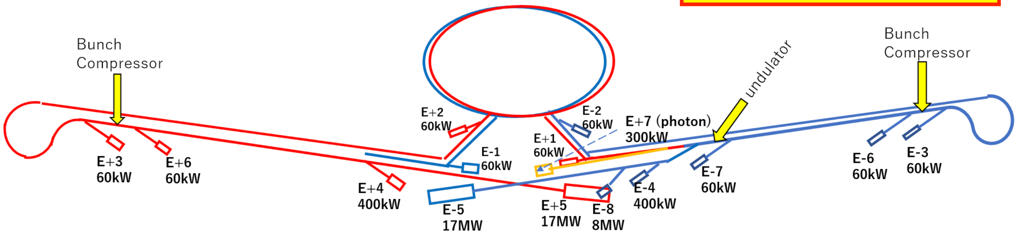 Bunch
Compressor
E+3
60kW
E+6
60kW
E+4
400kW
E+2
60kW
E-1
60kW
E-5
17MW
E+1
60kW
E-2
60kW
E+7 (photon)
300kW
undulator
E+5
17MW
E-8
8MW
E-4
400kW
E-7
60kW
Bunch
Compressor
E-6
60kW
E-3
60kW